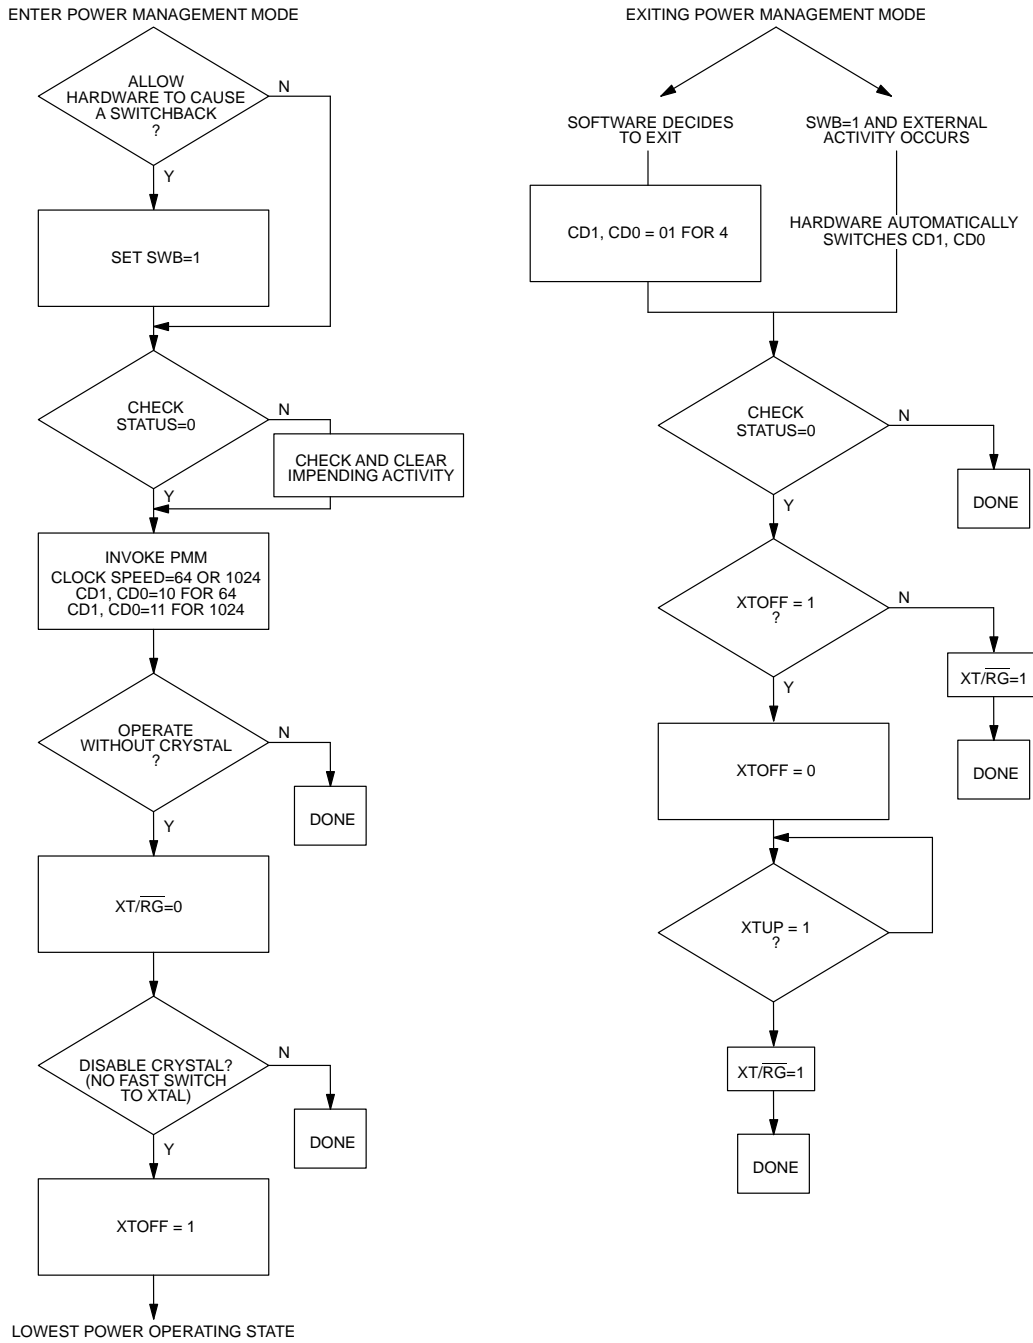 ENTER POWER MANAGEMENT MODE
ALLOW
HARDWARE TO CAUSE
A SWITCHBACK
?
N
Y
SET SWB=1
CHECK
STATUS=0
N
CHECK AND CLEAR
IMPENDING ACTIVITY
Y
INVOKE PMM
CLOCK SPEED=64 OR 1024
CD1, CD0=10 FOR 64
CD1, CD0=11 FOR 1024
OPERATE
WITHOUT CRYSTAL
?
N
DONE
Y
XT/R̅G̅=0
DISABLE CRYSTAL?
(NO FAST SWITCH
TO XTAL)
N
DONE
Y
XTOFF = 1
LOWEST POWER OPERATING STATE
EXITING POWER MANAGEMENT MODE
SOFTWARE DECIDES
TO EXIT
SWB=1 AND EXTERNAL
ACTIVITY OCCURS
CD1, CD0 = 01 FOR 4
HARDWARE AUTOMATICALLY
SWITCHES CD1, CD0
CHECK
STATUS=0
N
DONE
Y
XTOFF = 1
?
N
XT/R̅G̅=1
DONE
Y
XTOFF = 0
XTUP = 1
?
XT/R̅G̅=1
DONE